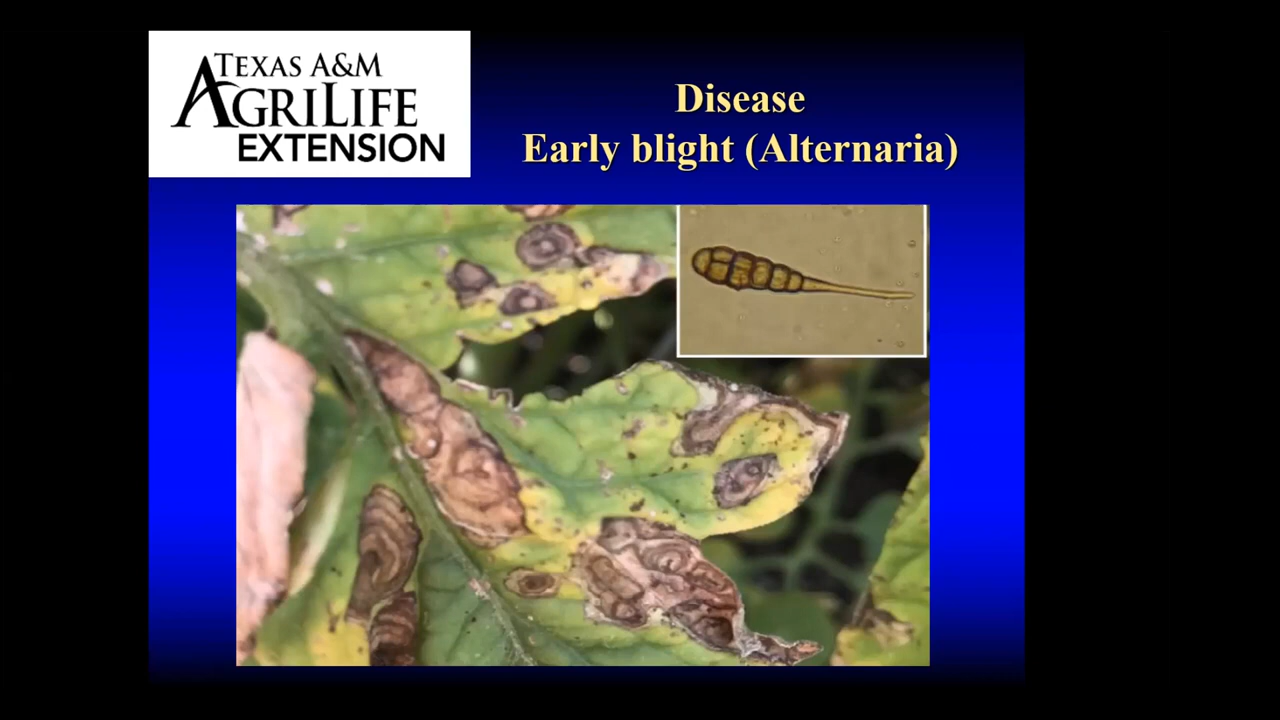 TEXAS A&M
AGRILIFE
EXTENSION
Disease
Early blight (Alternaria)